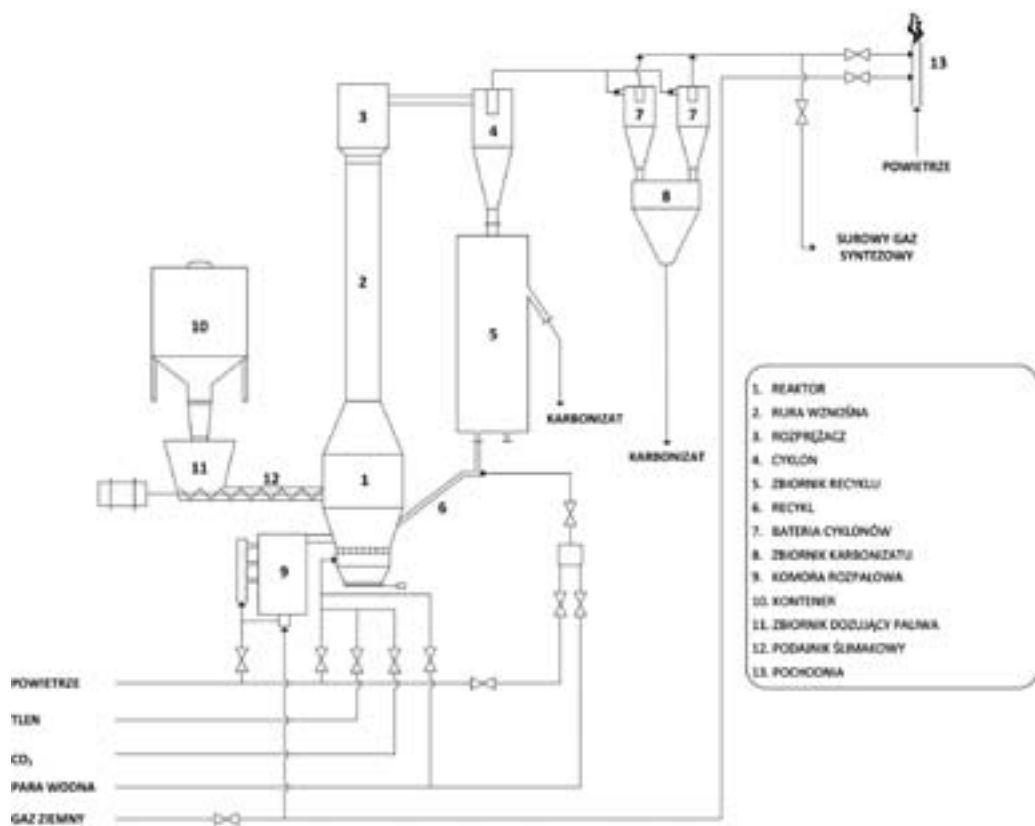 13
3
4
7
7
POWIETRZE
8
SUROWY GAZ
SYNTEZOWY
2
10
5
KARBONIZAT
KARBONIZAT
11
12
1
6
9
POWIETRZE
TLEN
CO₂
PARA WODNA
GAZ ZIEMNY
1. REAKTOR
2. RURA WZNOŚNA
3. ROZPRĘŻACZ
4. CYKLON
5. ZBIORNIK RECYKLU
6. RECYKL
7. BATERIA CYKLONÓW
8. ZBIORNIK KARBONIZATU
9. KOMORA ROZPAŁOWA
10. KONTENER
11. ZBIORNIK DOZUJĄCY PALIWA
12. PODAJNIK ŚLIMAKOWY
13. POCHODNIA